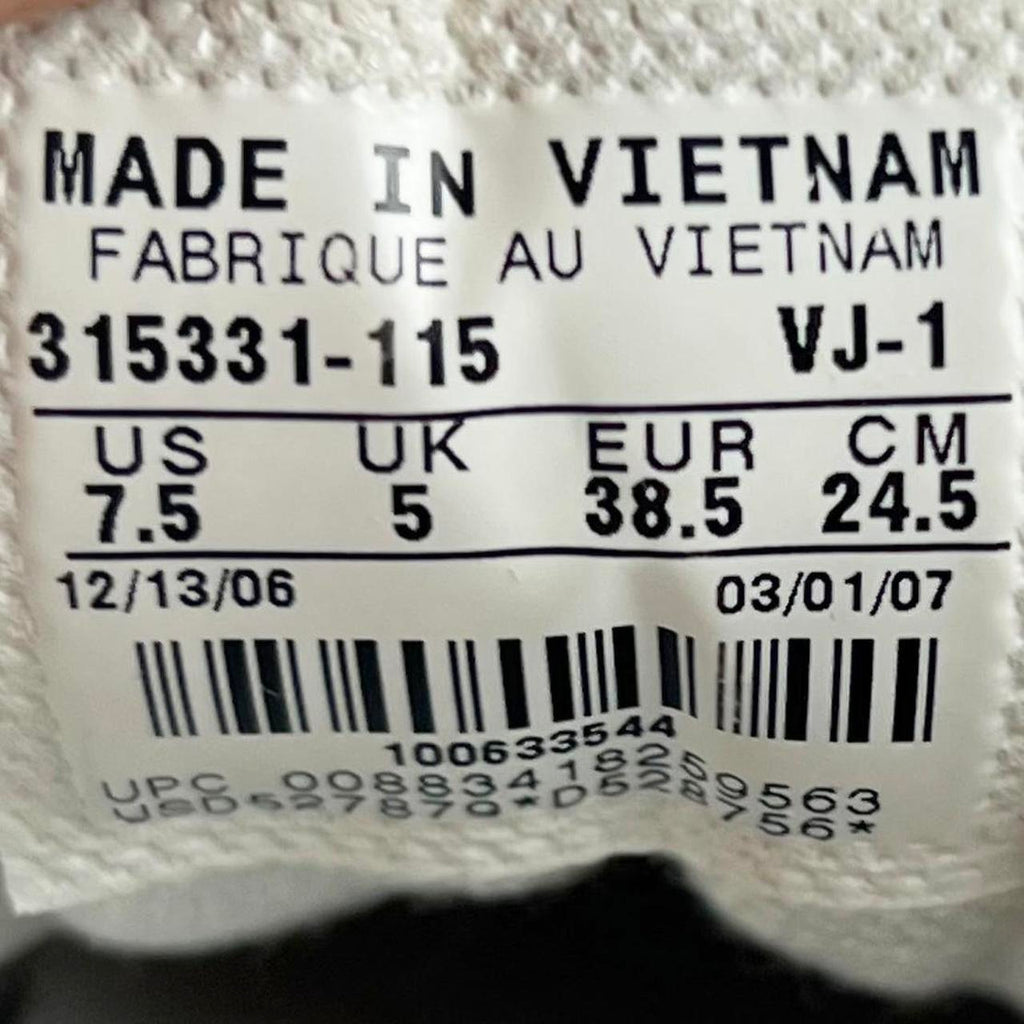 MADE IN VIETNAM
FABRIQUE AU VIETNAM
315331-115 VJ-1
US UK EUR CM
7.5 5 38.5 24.5
12/13/06 03/01/07
100633544
UPC 00883418259563
USD527870*D528756*